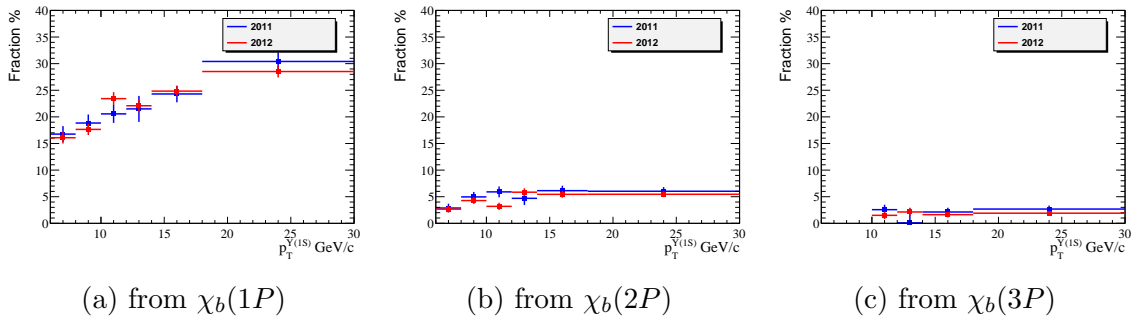 Fraction %
40
35
30
25
20
15
10
5
0
2011
2012
10 15 20 25 30
p_T^{Υ(1S)} GeV/c
(a) from χ_b(1P)
Fraction %
40
35
30
25
20
15
10
5
0
2011
2012
10 15 20 25 30
p_T^{Υ(1S)} GeV/c
(b) from χ_b(2P)
Fraction %
40
35
30
25
20
15
10
5
0
2011
2012
5 10 15 20 25 30
p_T^{Υ(1S)} GeV/c
(c) from χ_b(3P)